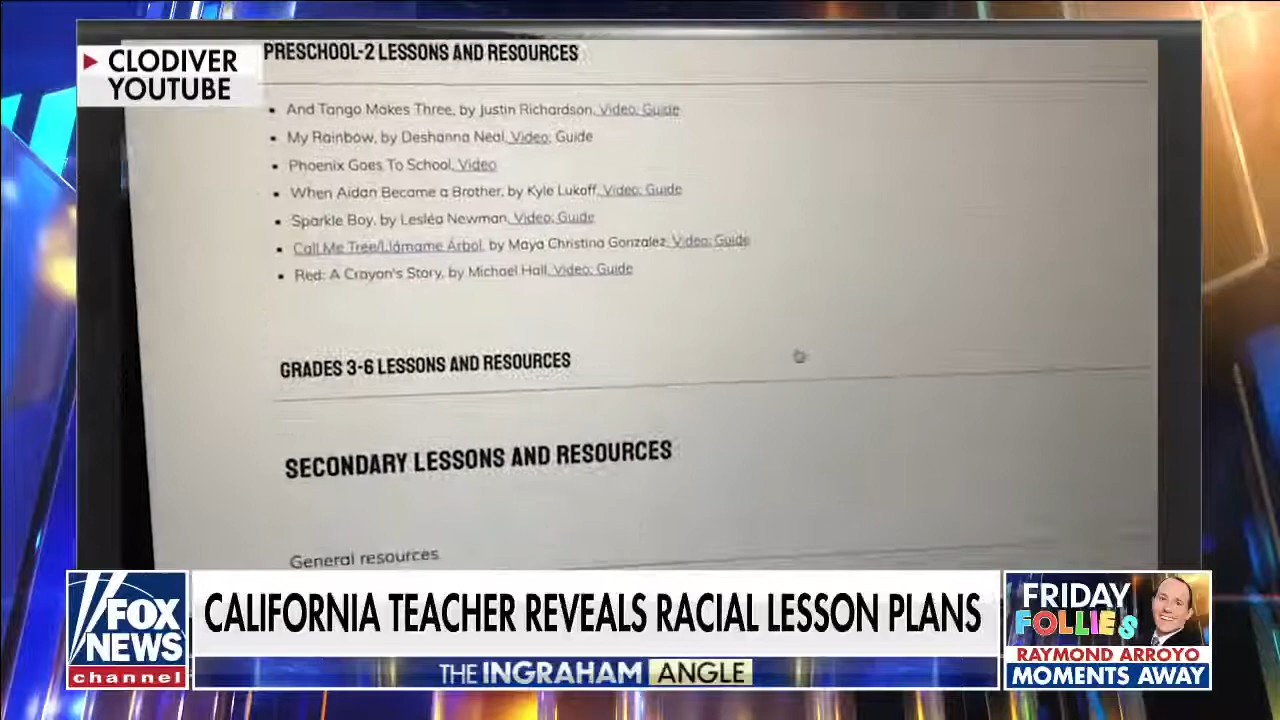 CLODIVER
YOUTUBE
PRESCHOOL-2 LESSONS AND RESOURCES
• And Tango Makes Three, by Justin Richardson, Video; Guide
• My Rainbow, by Deshanna Neal, Video; Guide
• Phoenix Goes To School, Video
• When Aidan Became a Brother, by Kyle Lukoff, Video; Guide
• Sparkle Boy, by Lesléa Newman, Video; Guide
• Call Me Tree/Llámame Árbol, by Maya Christina Gonzalez, Video; Guide
• Red: A Crayon's Story, by Michael Hall, Video; Guide
GRADES 3-6 LESSONS AND RESOURCES
SECONDARY LESSONS AND RESOURCES
General resources
FOX
NEWS
channel
CALIFORNIA TEACHER REVEALS RACIAL LESSON PLANS
THE INGRAHAM ANGLE
FRIDAY
FOLLIES
RAYMOND ARROYO
MOMENTS AWAY